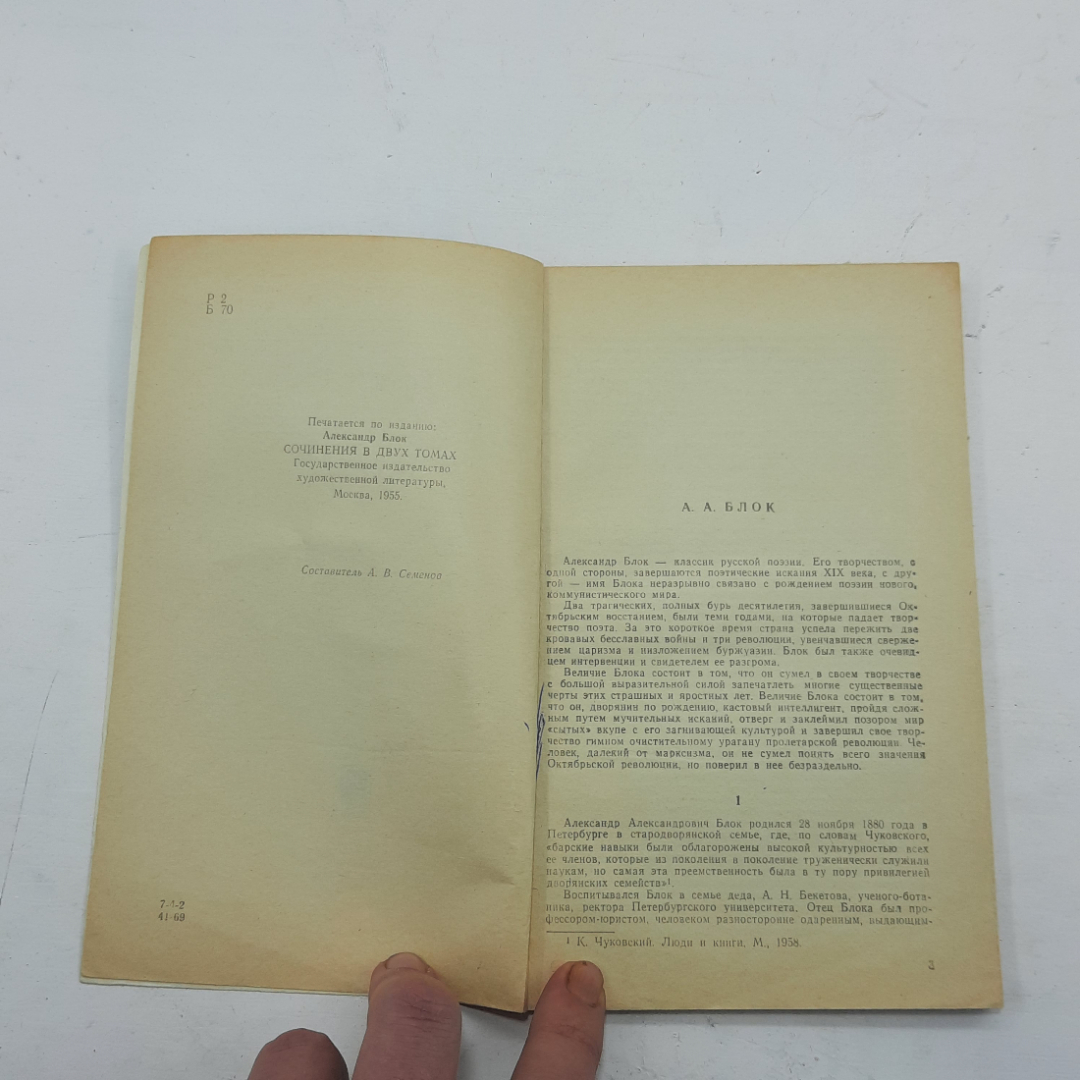 Р 2
Б 70
Печатается по изданию:
Александр Блок
СОЧИНЕНИЯ В ДВУХ ТОМАХ
Государственное издательство
художественной литературы,
Москва, 1955.
Составитель А. В. Семенов
7-4-2
41-69
А. А. БЛОК
Александр Блок — классик русской поэзии. Его творчеством, с
одной стороны, завершаются поэтические искания XIX века, с дру-
гой — имя Блока неразрывно связано с рождением поэзии нового,
коммунистического мира.
Два трагических, полных бурь десятилетия, завершившиеся Ок-
тябрьским восстанием, были теми годами, на которые падает твор-
чество поэта. За это короткое время страна успела пережить две
кровавых бесславных войны и три революции, увенчавшиеся сверже-
нием царизма и низложением буржуазии. Блок был также очевид-
цем интервенции и свидетелем ее разгрома.
Величие Блока состоит в том, что он сумел в своем творчестве
с большой выразительной силой запечатлеть многие существенные
черты этих страшных и яростных лет. Величие Блока состоит в том,
что он, дворянин по рождению, кастовый интеллигент, пройдя слож-
ным путем мучительных исканий, отверг и заклеймил позором мир
«сытых» вкупе с его загнивающей культурой и завершил свое твор-
чество гимном очистительному урагану пролетарской революции. Че-
ловек, далекий от марксизма, он не сумел понять всего значения
Октябрьской революции, но поверил в нее безраздельно.
1
Александр Александрович Блок родился 28 ноября 1880 года в
Петербурге в стародворянской семье, где, по словам Чуковского,
«барские навыки были облагорожены высокой культурностью всех
ее членов, которые из поколения в поколение труженически служили
наукам, но самая эта преемственность была в ту пору привилегией
дворянских семейств»¹.
Воспитывался Блок в семье деда, А. Н. Бекетова, ученого-бота-
ника, ректора Петербургского университета. Отец Блока был про-
фессором-юристом, человеком разносторонне одаренным, выдающим-
¹ К. Чуковский. Люди и книги. М., 1958.
3